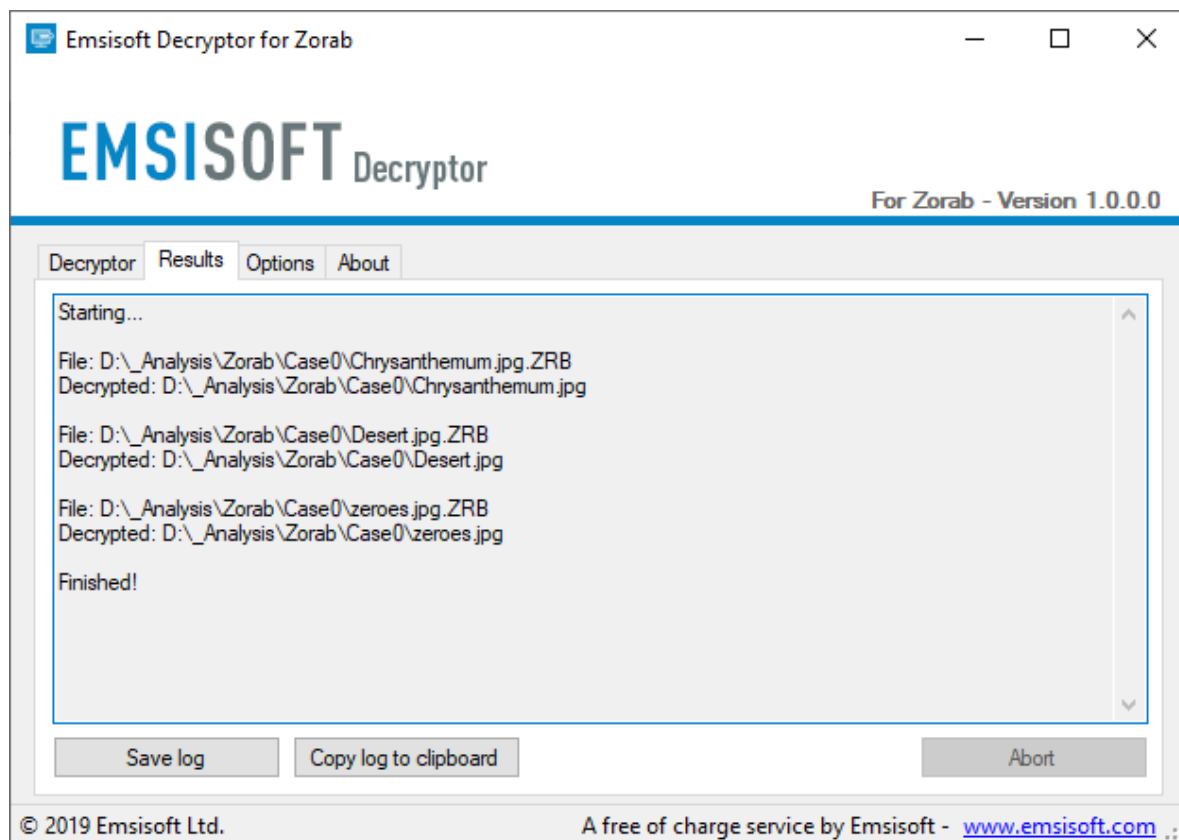 Emsisoft Decryptor for Zorab
EMSISOFT Decryptor
For Zorab - Version 1.0.0.0
Decryptor Results Options About
Starting...
File: D:\_Analysis\Zorab\Case0\Chrysanthemum.jpg.ZRB
Decrypted: D:\_Analysis\Zorab\Case0\Chrysanthemum.jpg
File: D:\_Analysis\Zorab\Case0\Desert.jpg.ZRB
Decrypted: D:\_Analysis\Zorab\Case0\Desert.jpg
File: D:\_Analysis\Zorab\Case0\zeroes.jpg.ZRB
Decrypted: D:\_Analysis\Zorab\Case0\zeroes.jpg
Finished!
Save log Copy log to clipboard Abort
© 2019 Emsisoft Ltd. A free of charge service by Emsisoft - www.emsisoft.com